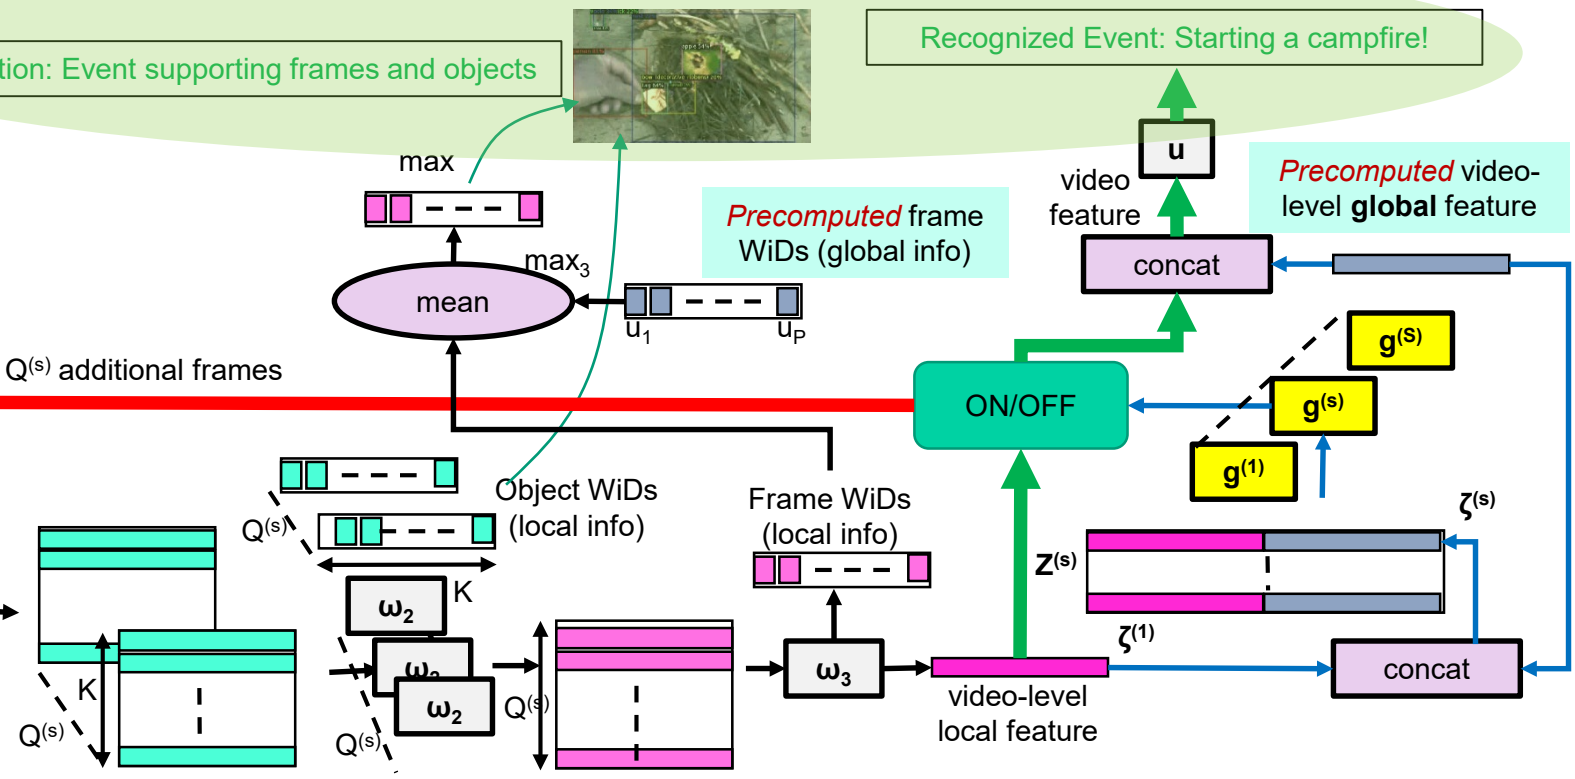 tion: Event supporting frames and objects
Recognized Event: Starting a campfire!
max
u
video
feature
Precomputed video-
level global feature
Precomputed frame
WiDs (global info)
max₃
mean
concat
u₁
u_P
Q⁽ˢ⁾ additional frames
ON/OFF
g⁽ˢ⁾
g⁽ˢ⁾
g⁽¹⁾
Object WiDs
(local info)
Q⁽ˢ⁾
Frame WiDs
(local info)
ζ⁽ˢ⁾
Z⁽ˢ⁾
K
ω₂
ω₂
ω₂
ζ⁽¹⁾
ω₃
concat
K
Q⁽ˢ⁾
Q⁽ˢ⁾
Q⁽ˢ⁾
video-level
local feature